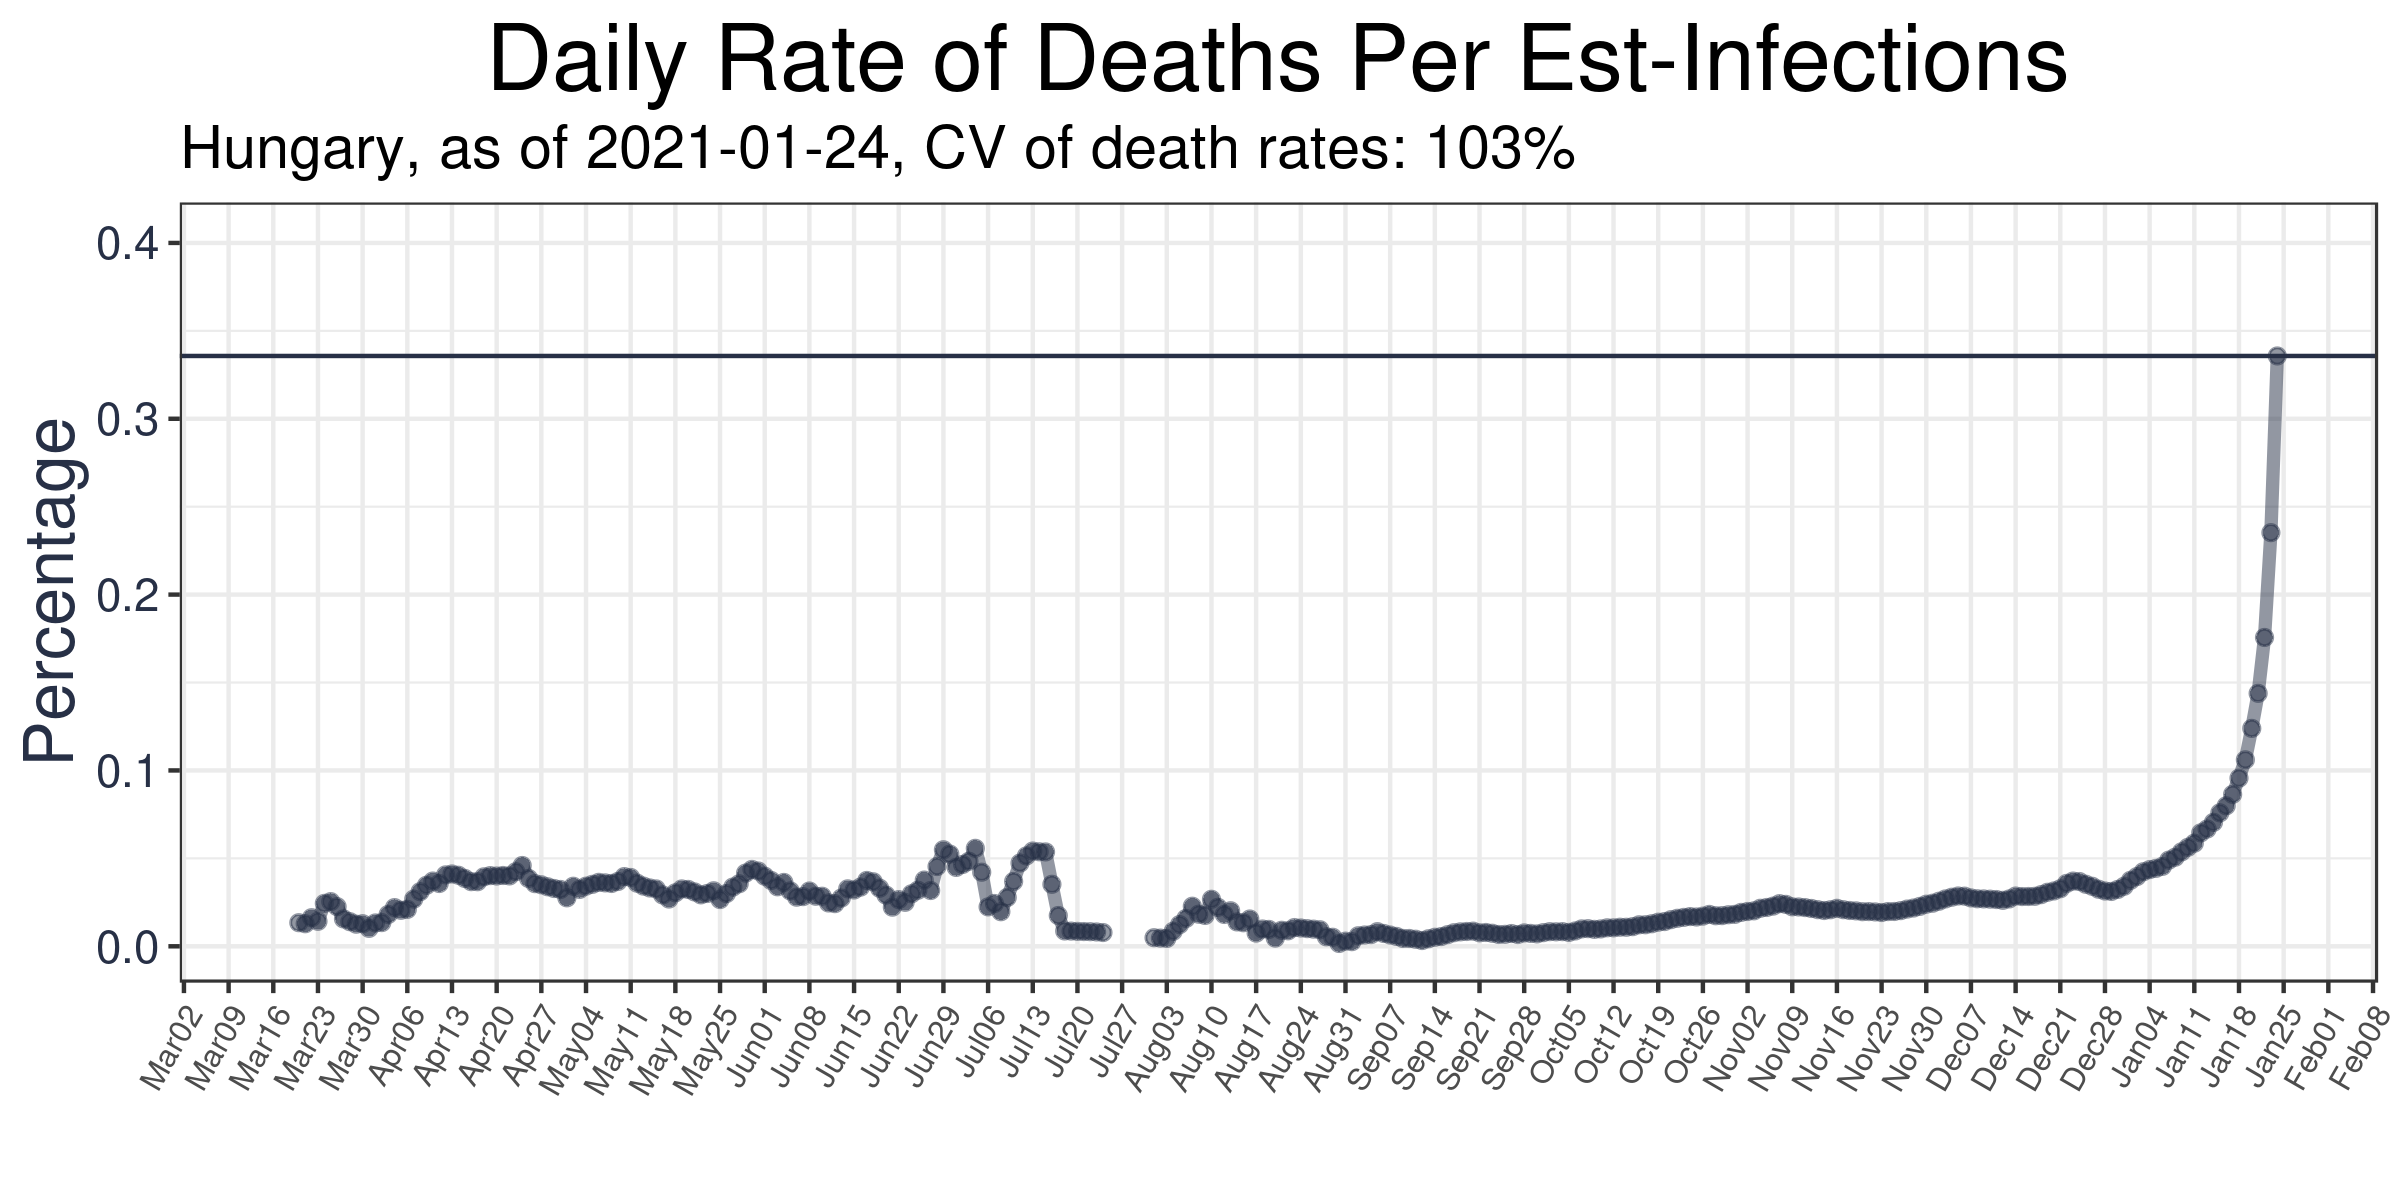 Daily Rate of Deaths Per Est-Infections
Hungary, as of 2021-01-24, CV of death rates: 103%
Percentage
0.4
0.3
0.2
0.1
0.0
Mar02
Mar09
Mar16
Mar23
Mar30
Apr06
Apr13
Apr20
Apr27
May04
May11
May18
May25
Jun01
Jun08
Jun15
Jun22
Jun29
Jul06
Jul13
Jul20
Jul27
Aug03
Aug10
Aug17
Aug24
Aug31
Sep07
Sep14
Sep21
Sep28
Oct05
Oct12
Oct19
Oct26
Nov02
Nov09
Nov16
Nov23
Nov30
Dec07
Dec14
Dec21
Dec28
Jan04
Jan11
Jan18
Jan25
Feb01
Feb08